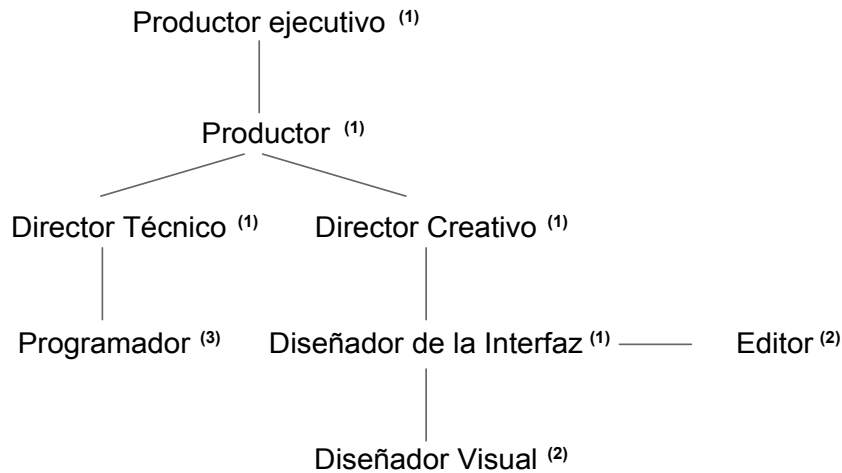 Productor ejecutivo (1)
Productor (1)
Director Técnico (1) Director Creativo (1)
Programador (3) Diseñador de la Interfaz (1) Editor (2)
Diseñador Visual (2)